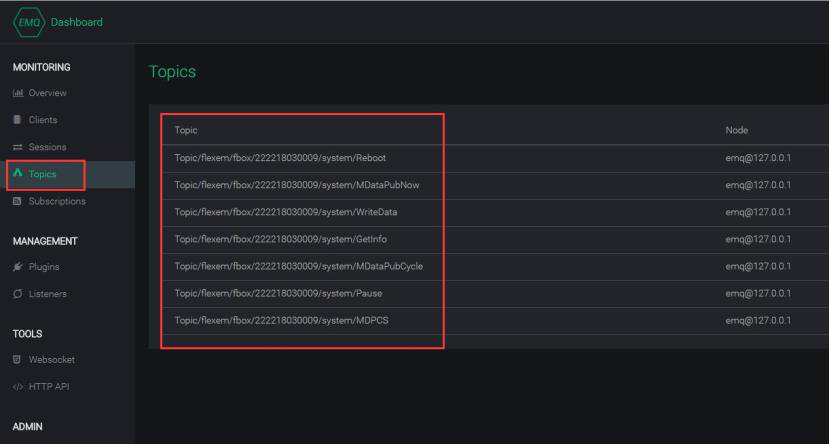 EMQ Dashboard
MONITORING
Overview
Clients
Sessions
Topics
Subscriptions
MANAGEMENT
Plugins
Listeners
TOOLS
Websocket
</> HTTP API
ADMIN
Topics
Topic Node
Topic/flexem/fbox/222218030009/system/Reboot emq@127.0.0.1
Topic/flexem/fbox/222218030009/system/MDataPubNow emq@127.0.0.1
Topic/flexem/fbox/222218030009/system/WriteData emq@127.0.0.1
Topic/flexem/fbox/222218030009/system/GetInfo emq@127.0.0.1
Topic/flexem/fbox/222218030009/system/MDataPubCycle emq@127.0.0.1
Topic/flexem/fbox/222218030009/system/Pause emq@127.0.0.1
Topic/flexem/fbox/222218030009/system/MDPCS emq@127.0.0.1